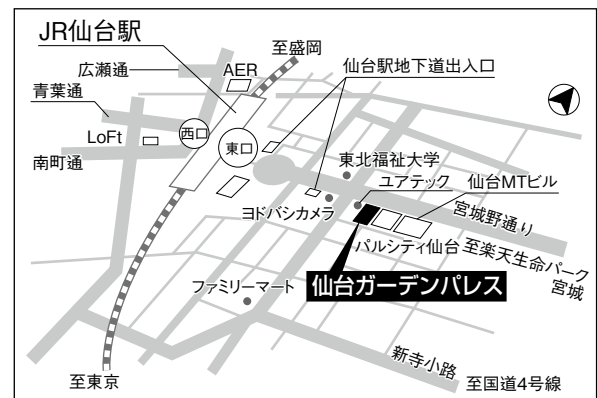 JR仙台駅
至盛岡
広瀬通
AER
仙台駅地下道出入口
青葉通
LoFt
西口
東口
南町通
東北福祉大学
ユアテック
仙台MTビル
ヨドバシカメラ
宮城野通り
パルシティ仙台
至楽天生命パーク
宮城
ファミリーマート
仙台ガーデンパレス
新寺小路
至東京
至国道4号線